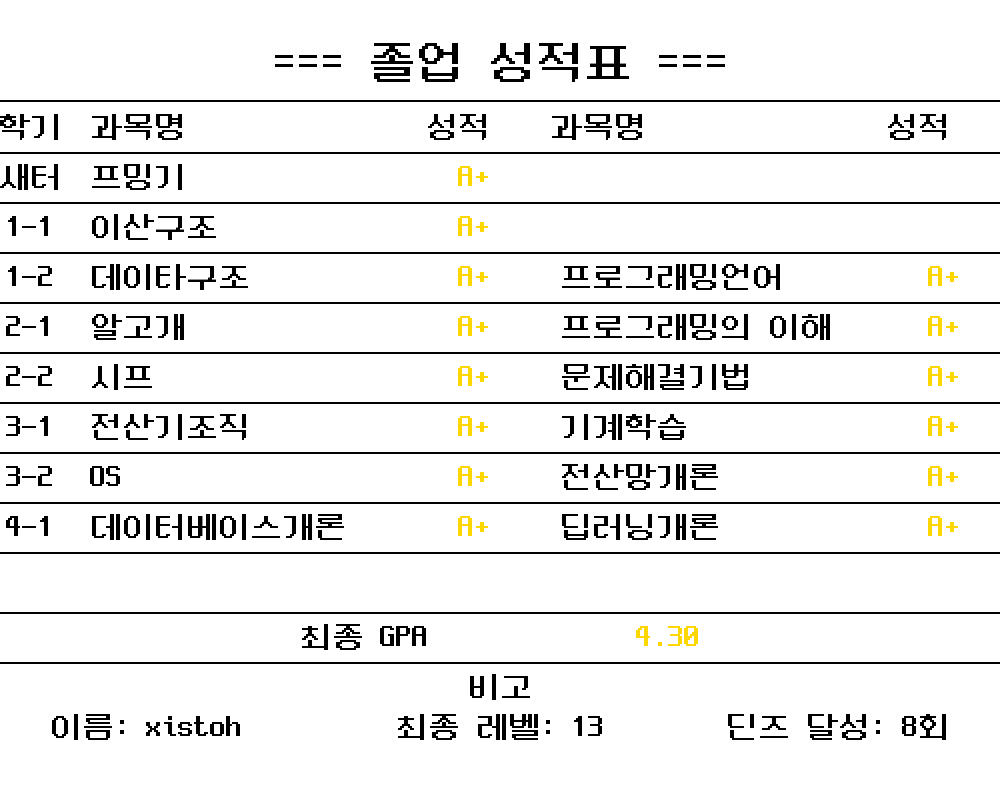 === 졸업 성적표 ===
학기 과목명 성적 과목명 성적
새터 프밍기 A+
1-1 이산구조 A+
1-2 데이타구조 A+ 프로그래밍언어 A+
2-1 알고개 A+ 프로그래밍의 이해 A+
2-2 시프 A+ 문제해결기법 A+
3-1 전산기조직 A+ 기계학습 A+
3-2 OS A+ 전산망개론 A+
4-1 데이터베이스개론 A+ 딥러닝개론 A+
최종 GPA 4.30
비고
이름: xistoh 최종 레벨: 13 딘즈 달성: 8회